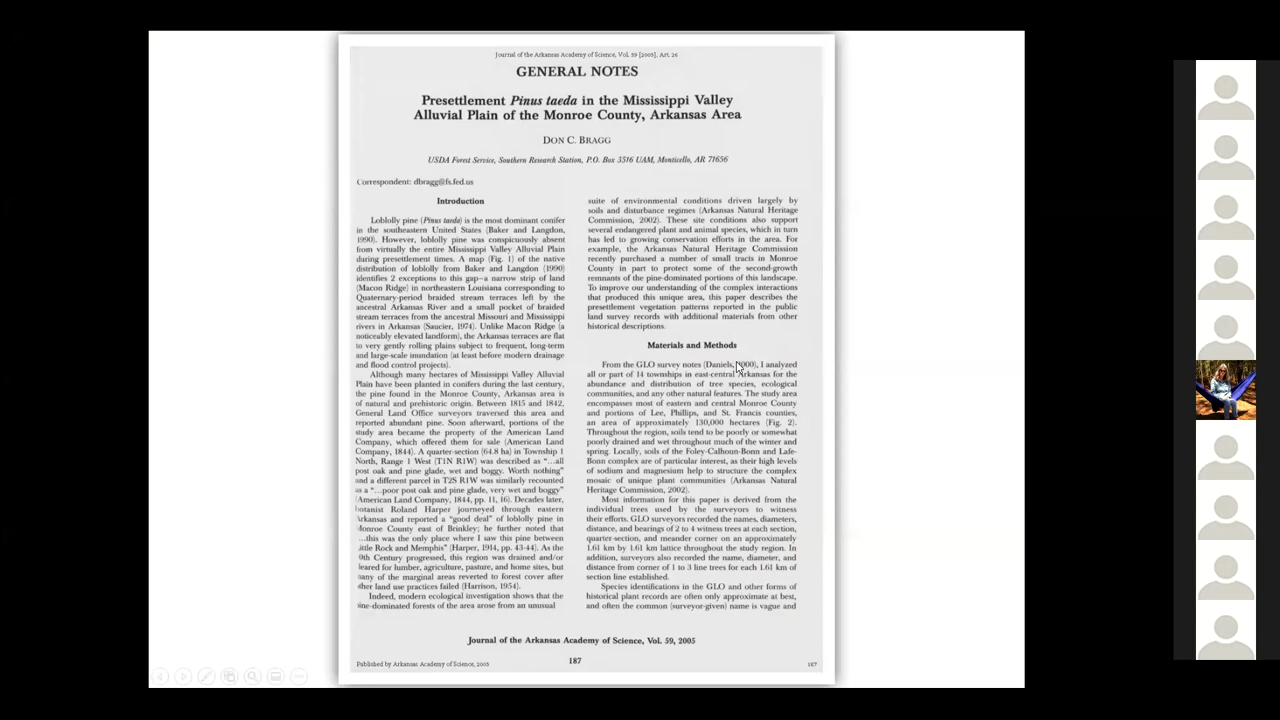 Journal of the Arkansas Academy of Science, Vol. 59 [2005], Art. 26
GENERAL NOTES
Presettlement Pinus taeda in the Mississippi Valley
Alluvial Plain of the Monroe County, Arkansas Area
DON C. BRAGG
USDA Forest Service, Southern Research Station, P.O. Box 3516 UAM, Monticello, AR 71656
Correspondent: dbragg@fs.fed.us
Introduction
Loblolly pine (Pinus taeda) is the most dominant conifer
in the southeastern United States (Baker and Langdon,
1990). However, loblolly pine was conspicuously absent
from virtually the entire Mississippi Valley Alluvial Plain
during presettlement times. A map (Fig. 1) of the native
distribution of loblolly from Baker and Langdon (1990)
identifies 2 exceptions to this gap–a narrow strip of land
(Macon Ridge) in northeastern Louisiana corresponding to
Quaternary-period braided stream terraces left by the
ancestral Arkansas River and a small pocket of braided
stream terraces from the ancestral Missouri and Mississippi
rivers in Arkansas (Saucier, 1974). Unlike Macon Ridge (a
noticeably elevated landform), the Arkansas terraces are flat
to very gently rolling plains subject to frequent, long-term
and large-scale inundation (at least before modern drainage
and flood control projects).
Although many hectares of Mississippi Valley Alluvial
Plain have been planted in conifers during the last century,
the pine found in the Monroe County, Arkansas area is
of natural and prehistoric origin. Between 1815 and 1842,
General Land Office surveyors traversed this area and
reported abundant pine. Soon afterward, portions of the
study area became the property of the American Land
Company, which offered them for sale (American Land
Company, 1844). A quarter-section (64.8 ha) in Township 1
North, Range 1 West (T1N R1W) was described as "...all
post oak and pine glade, wet and boggy. Worth nothing"
and a different parcel in T2S R1W was similarly recounted
as a "...poor post oak and pine glade, very wet and boggy"
(American Land Company, 1844, pp. 11, 16). Decades later,
botanist Roland Harper journeyed through eastern
Arkansas and reported a "good deal" of loblolly pine in
Monroe County east of Brinkley; he further noted that
...this was the only place where I saw this pine between
ittle Rock and Memphis" (Harper, 1914, pp. 43-44). As the
0th Century progressed, this region was drained and/or
leared for lumber, agriculture, pasture, and home sites, but
any of the marginal areas reverted to forest cover after
ther land use practices failed (Harrison, 1954).
Indeed, modern ecological investigation shows that the
ine-dominated forests of the area arose from an unusual
suite of environmental conditions driven largely by
soils and disturbance regimes (Arkansas Natural Heritage
Commission, 2002). These site conditions also support
several endangered plant and animal species, which in turn
has led to growing conservation efforts in the area. For
example, the Arkansas Natural Heritage Commission
recently purchased a number of small tracts in Monroe
County in part to protect some of the second-growth
remnants of the pine-dominated portions of this landscape.
To improve our understanding of the complex interactions
that produced this unique area, this paper describes the
presettlement vegetation patterns reported in the public
land survey records with additional materials from other
historical descriptions.
Materials and Methods
From the GLO survey notes (Daniels, 2000), I analyzed
all or part of 14 townships in east-central Arkansas for the
abundance and distribution of tree species, ecological
communities, and any other natural features. The study area
encompasses most of eastern and central Monroe County
and portions of Lee, Phillips, and St. Francis counties,
an area of approximately 130,000 hectares (Fig. 2).
Throughout the region, soils tend to be poorly or somewhat
poorly drained and wet throughout much of the winter and
spring. Locally, soils of the Foley-Calhoun-Bonn and Lafe-
Bonn complex are of particular interest, as their high levels
of sodium and magnesium help to structure the complex
mosaic of unique plant communities (Arkansas Natural
Heritage Commission, 2002).
Most information for this paper is derived from the
individual trees used by the surveyors to witness
their efforts. GLO surveyors recorded the names, diameters,
distance, and bearings of 2 to 4 witness trees at each section,
quarter-section, and meander corner on an approximately
1.61 km by 1.61 km lattice throughout the study region. In
addition, surveyors also recorded the name, diameter, and
distance from corner of 1 to 3 line trees for each 1.61 km of
section line established.
Species identifications in the GLO and other forms of
historical plant records are often only approximate at best,
and often the common (surveyor-given) name is vague and
Journal of the Arkansas Academy of Science, Vol. 59, 2005
187
Published by Arkansas Academy of Science, 2005
187